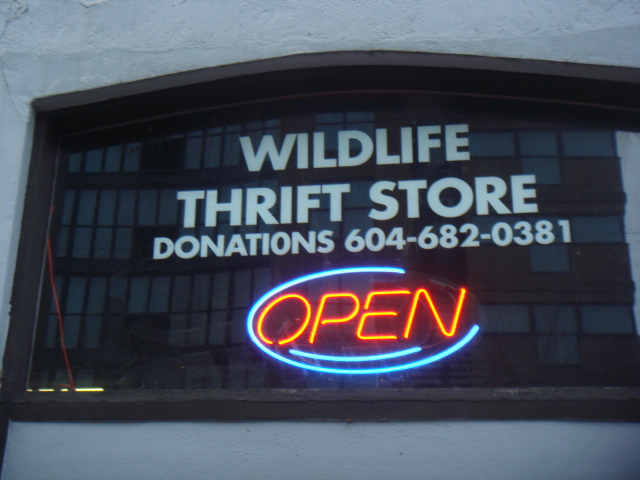 WILDLIFE
THRIFT STORE
DONATIONS 604-682-0381
OPEN